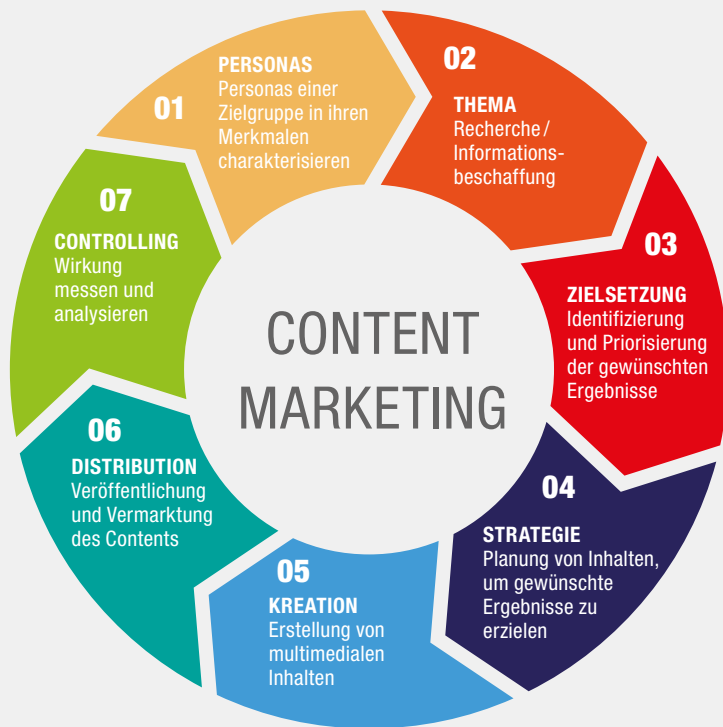 01
PERSONAS
Personas einer
Zielgruppe in ihren
Merkmalen
charakterisieren
02
THEMA
Recherche/
Informations-
beschaffung
03
ZIELSETZUNG
Identifizierung
und Priorisierung
der gewünschten
Ergebnisse
04
STRATEGIE
Planung von Inhalten,
um gewünschte
Ergebnisse zu
erzielen
05
KREATION
Erstellung von
multimedialen
Inhalten
06
DISTRIBUTION
Veröffentlichung
und Vermarktung
des Contents
07
CONTROLLING
Wirkung
messen und
analysieren
CONTENT
MARKETING